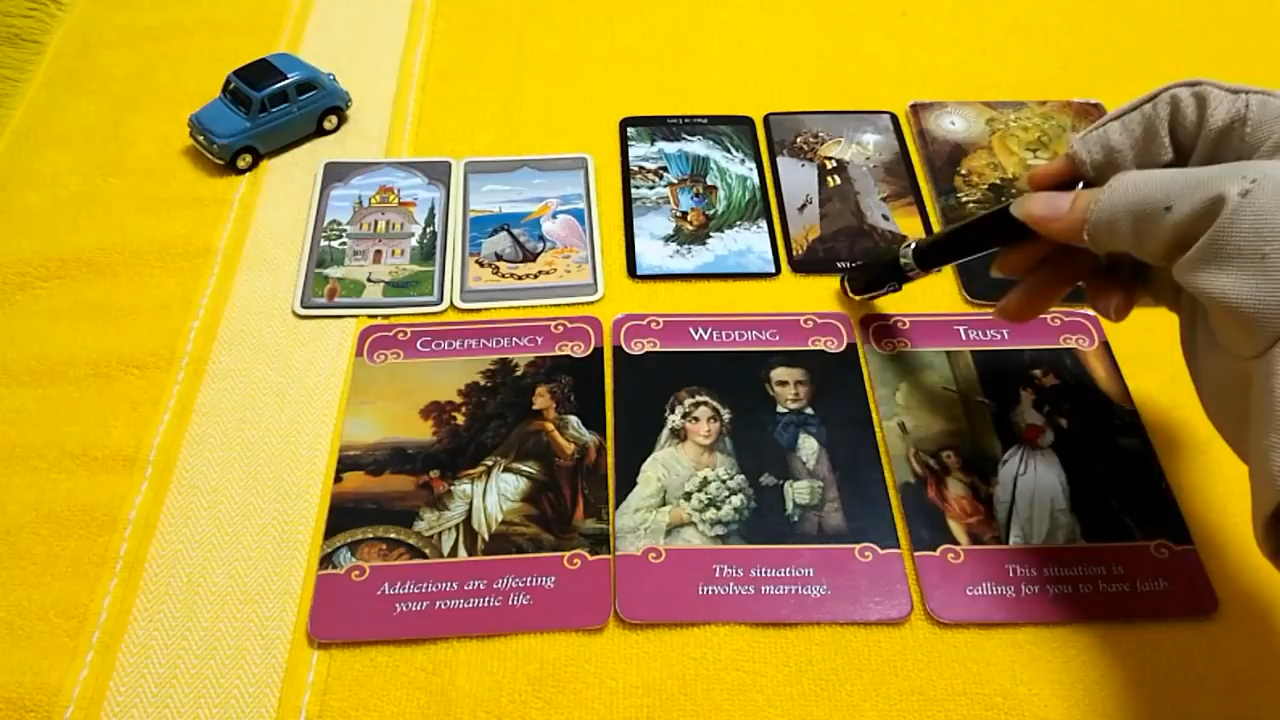 CODEPENDENCY
WEDDING
TRUST
Addictions are affecting
your romantic life.
This situation
involves marriage.
This situation is
calling for you to have faith